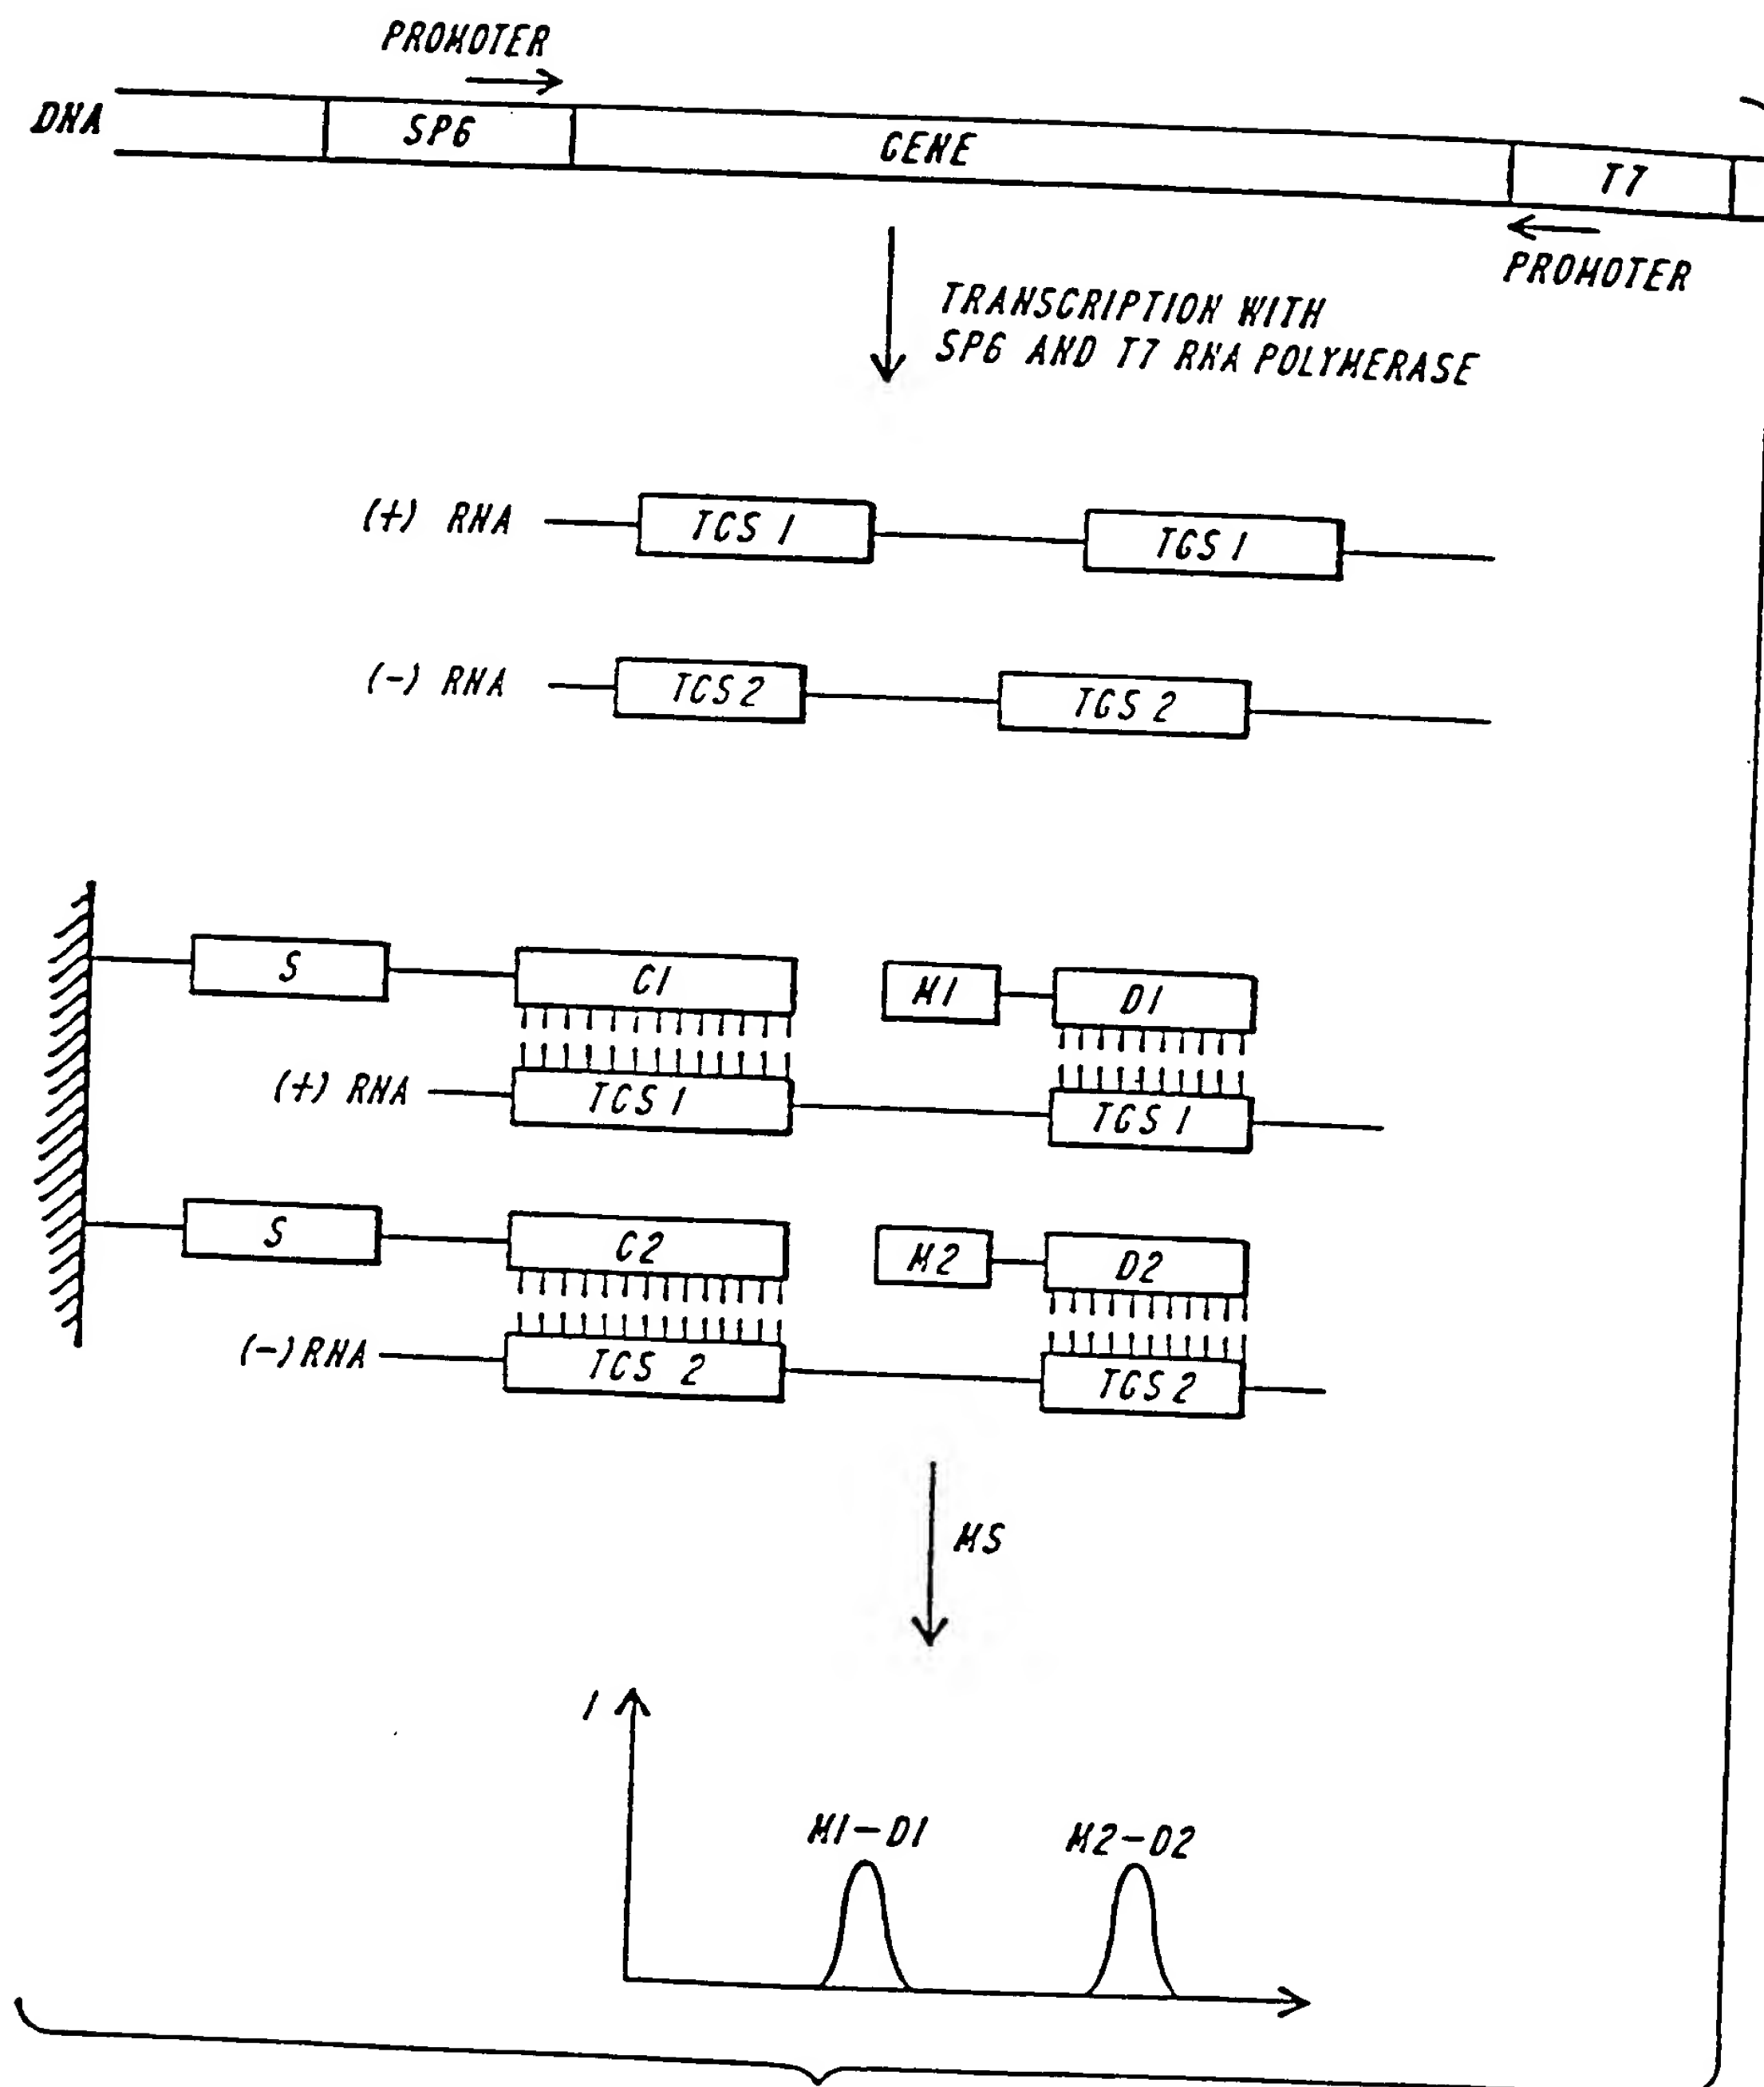 PROMOTER
DNA
SP6
GENE
T7
PROMOTER
TRANSCRIPTION WITH
SP6 AND T7 RNA POLYMERASE
(+) RNA
TCS 1
TCS 1
(-) RNA
TCS 2
TCS 2
S
C1
M1
D1
(+) RNA
TCS 1
TCS 1
S
C2
M2
D2
(-) RNA
TCS 2
TCS 2
MS
I
M1-D1
M2-D2